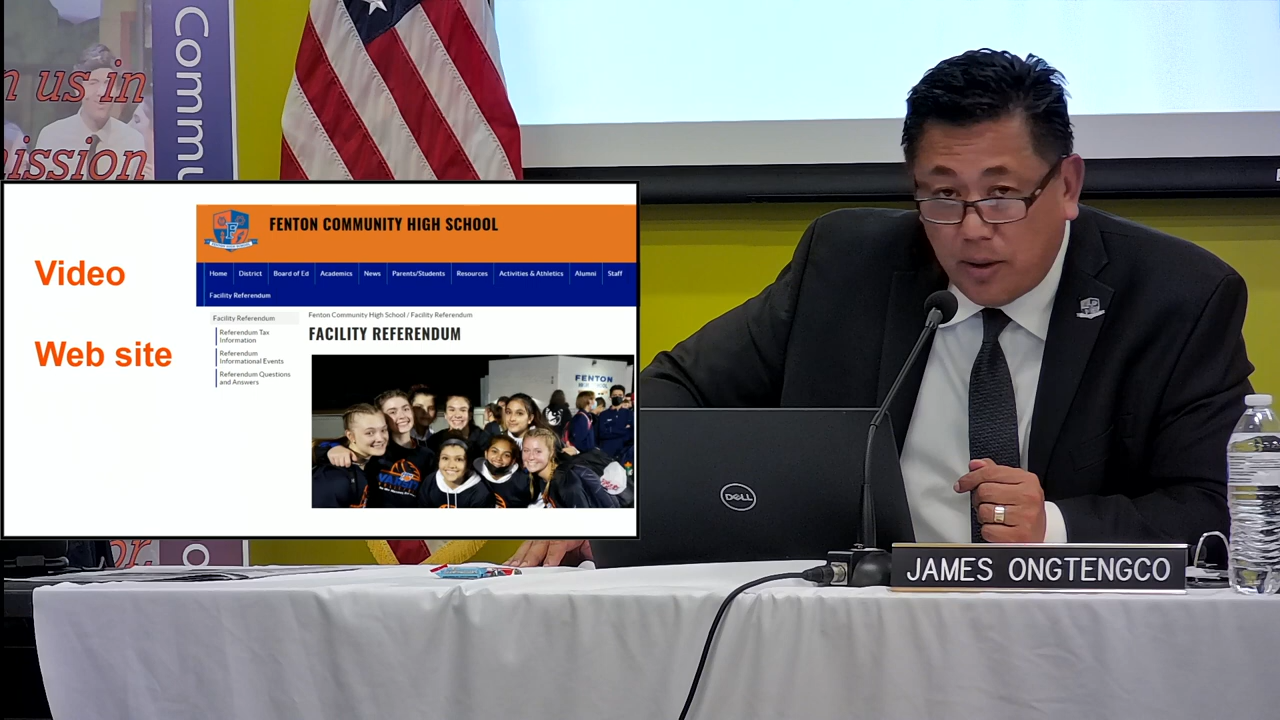 n us in
ission
Commu
Video
Web site
F
FENTON COMMUNITY HIGH SCHOOL
Home District Board of Ed Academics News Parents/Students Resources Activities & Athletics Alumni Staff
Facility Referendum
Facility Referendum
Referendum Tax
Information
Referendum
Informational Events
Referendum Questions
and Answers
Fenton Community High School / Facility Referendum
FACILITY REFERENDUM
FENTON
DELL
JAMES ONGTENGCO
or
o